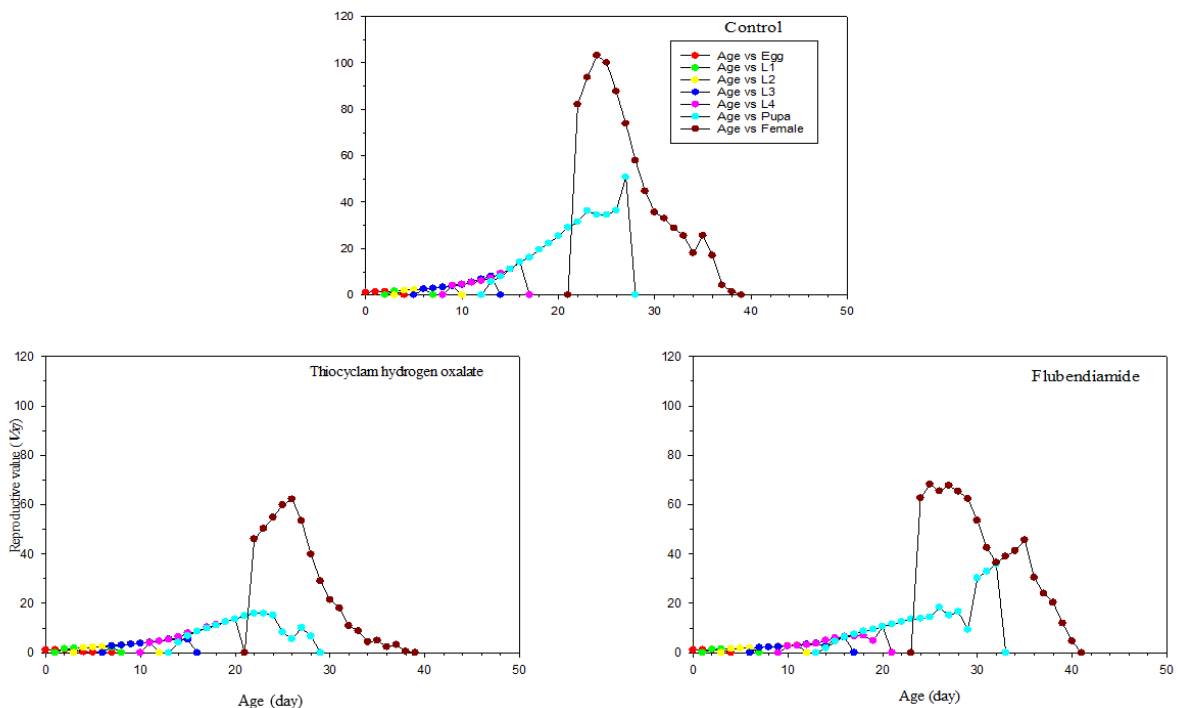 Control
Age vs Egg
Age vs L1
Age vs L2
Age vs L3
Age vs L4
Age vs Pupa
Age vs Female
120
100
80
60
40
20
0
0 10 20 30 40 50
Thiocyclam hydrogen oxalate
Reproductive value (Vxy)
120
100
80
60
40
20
0
0 10 20 30 40 50
Age (day)
Flubendiamide
120
100
80
60
40
20
0
0 10 20 30 40 50
Age (day)